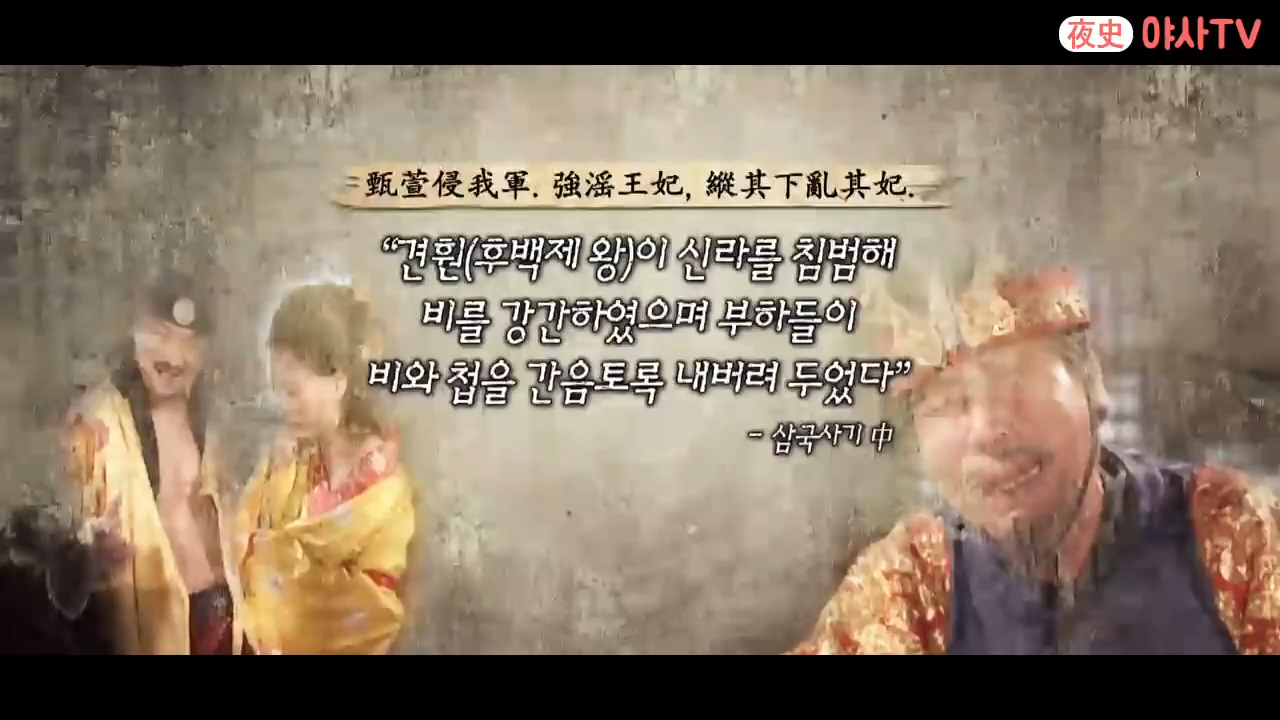 夜史 야사TV
甄萱侵我軍. 強滛王妃, 縱其下亂其妃.
“견훤(후백제 왕)이 신라를 침범해
비를 강간하였으며 부하들이
비와 첩을 간음토록 내버려 두었다”
- 삼국사기 中